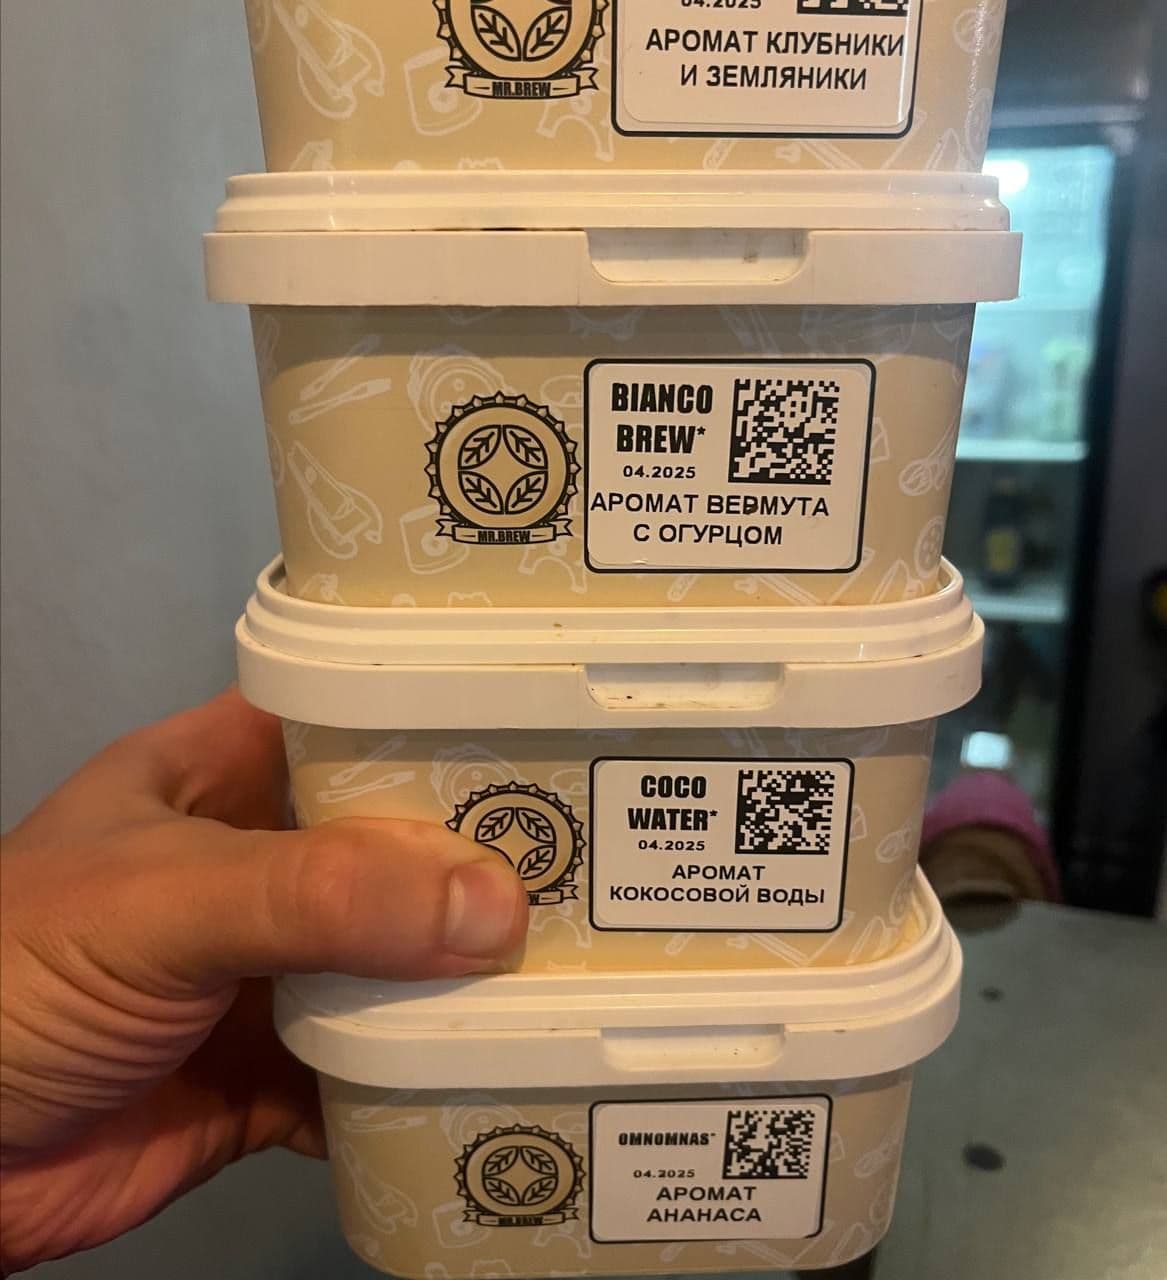 04.2025
АРОМАТ КЛУБНИКИ
И ЗЕМЛЯНИКИ
MR.BREW
BIANCO
BREW*
04.2025
АРОМАТ ВЕРМУТА
С ОГУРЦОМ
MR.BREW
COCO
WATER*
04.2025
АРОМАТ
КОКОСОВОЙ ВОДЫ
OMNOMNAS*
04.2025
АРОМАТ
АНАНАСА
MR.BREW